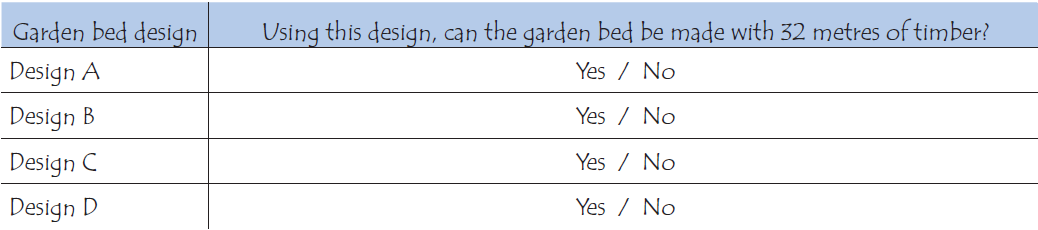 Garden bed design Using this design, can the garden bed be made with 32 metres of timber?
Design A Yes / No
Design B Yes / No
Design C Yes / No
Design D Yes / No